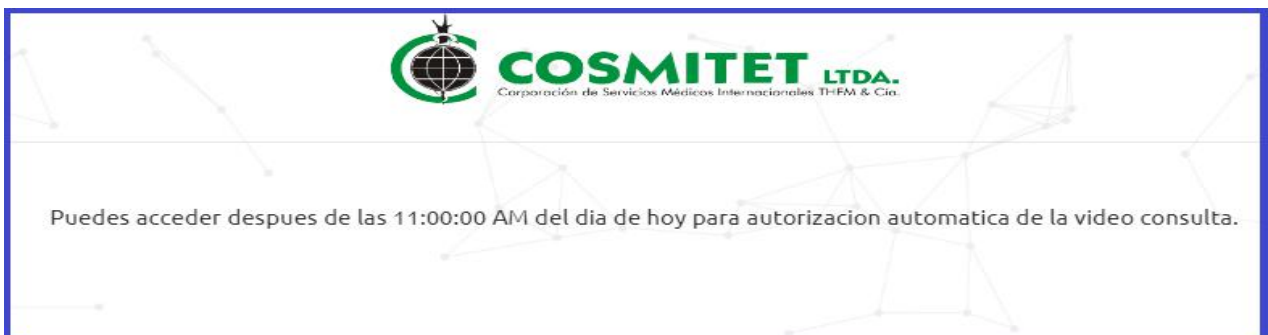 COSMITET LTDA.
Corporación de Servicios Médicos Internacionales THEM & Cía.
Puedes acceder despues de las 11:00:00 AM del dia de hoy para autorizacion automatica de la video consulta.